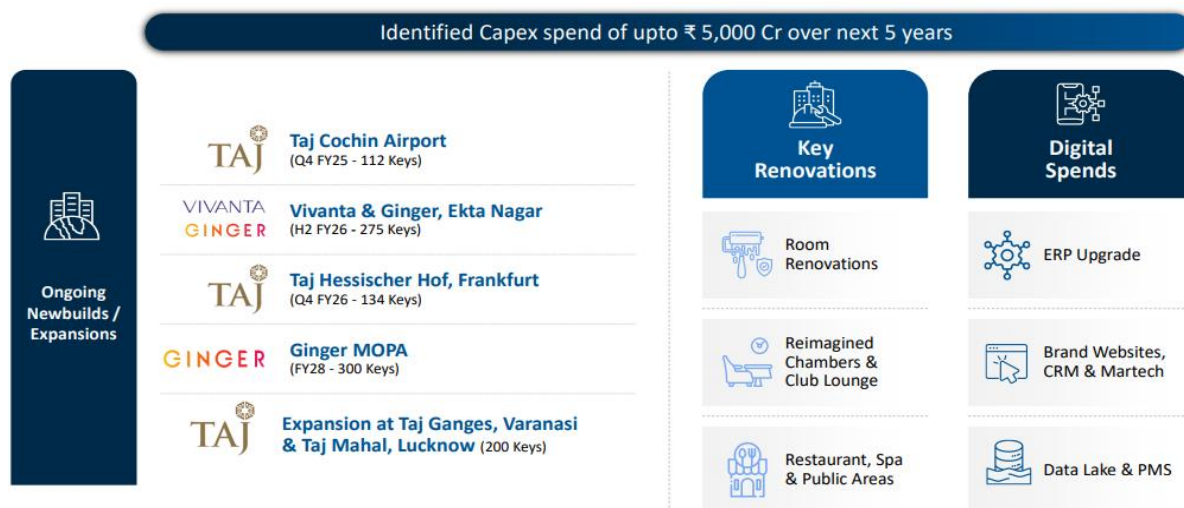 Identified Capex spend of upto ₹ 5,000 Cr over next 5 years
Ongoing
Newbuilds /
Expansions
TAJ
Taj Cochin Airport
(Q4 FY25 - 112 Keys)
VIVANTA
GINGER
Vivanta & Ginger, Ekta Nagar
(H2 FY26 - 275 Keys)
TAJ
Taj Hessischer Hof, Frankfurt
(Q4 FY26 - 134 Keys)
GINGER
Ginger MOPA
(FY28 - 300 Keys)
TAJ
Expansion at Taj Ganges, Varanasi
& Taj Mahal, Lucknow (200 Keys)
Key
Renovations
Room
Renovations
Reimagined
Chambers &
Club Lounge
Restaurant, Spa
& Public Areas
Digital
Spends
ERP Upgrade
Brand Websites,
CRM & Martech
Data Lake & PMS